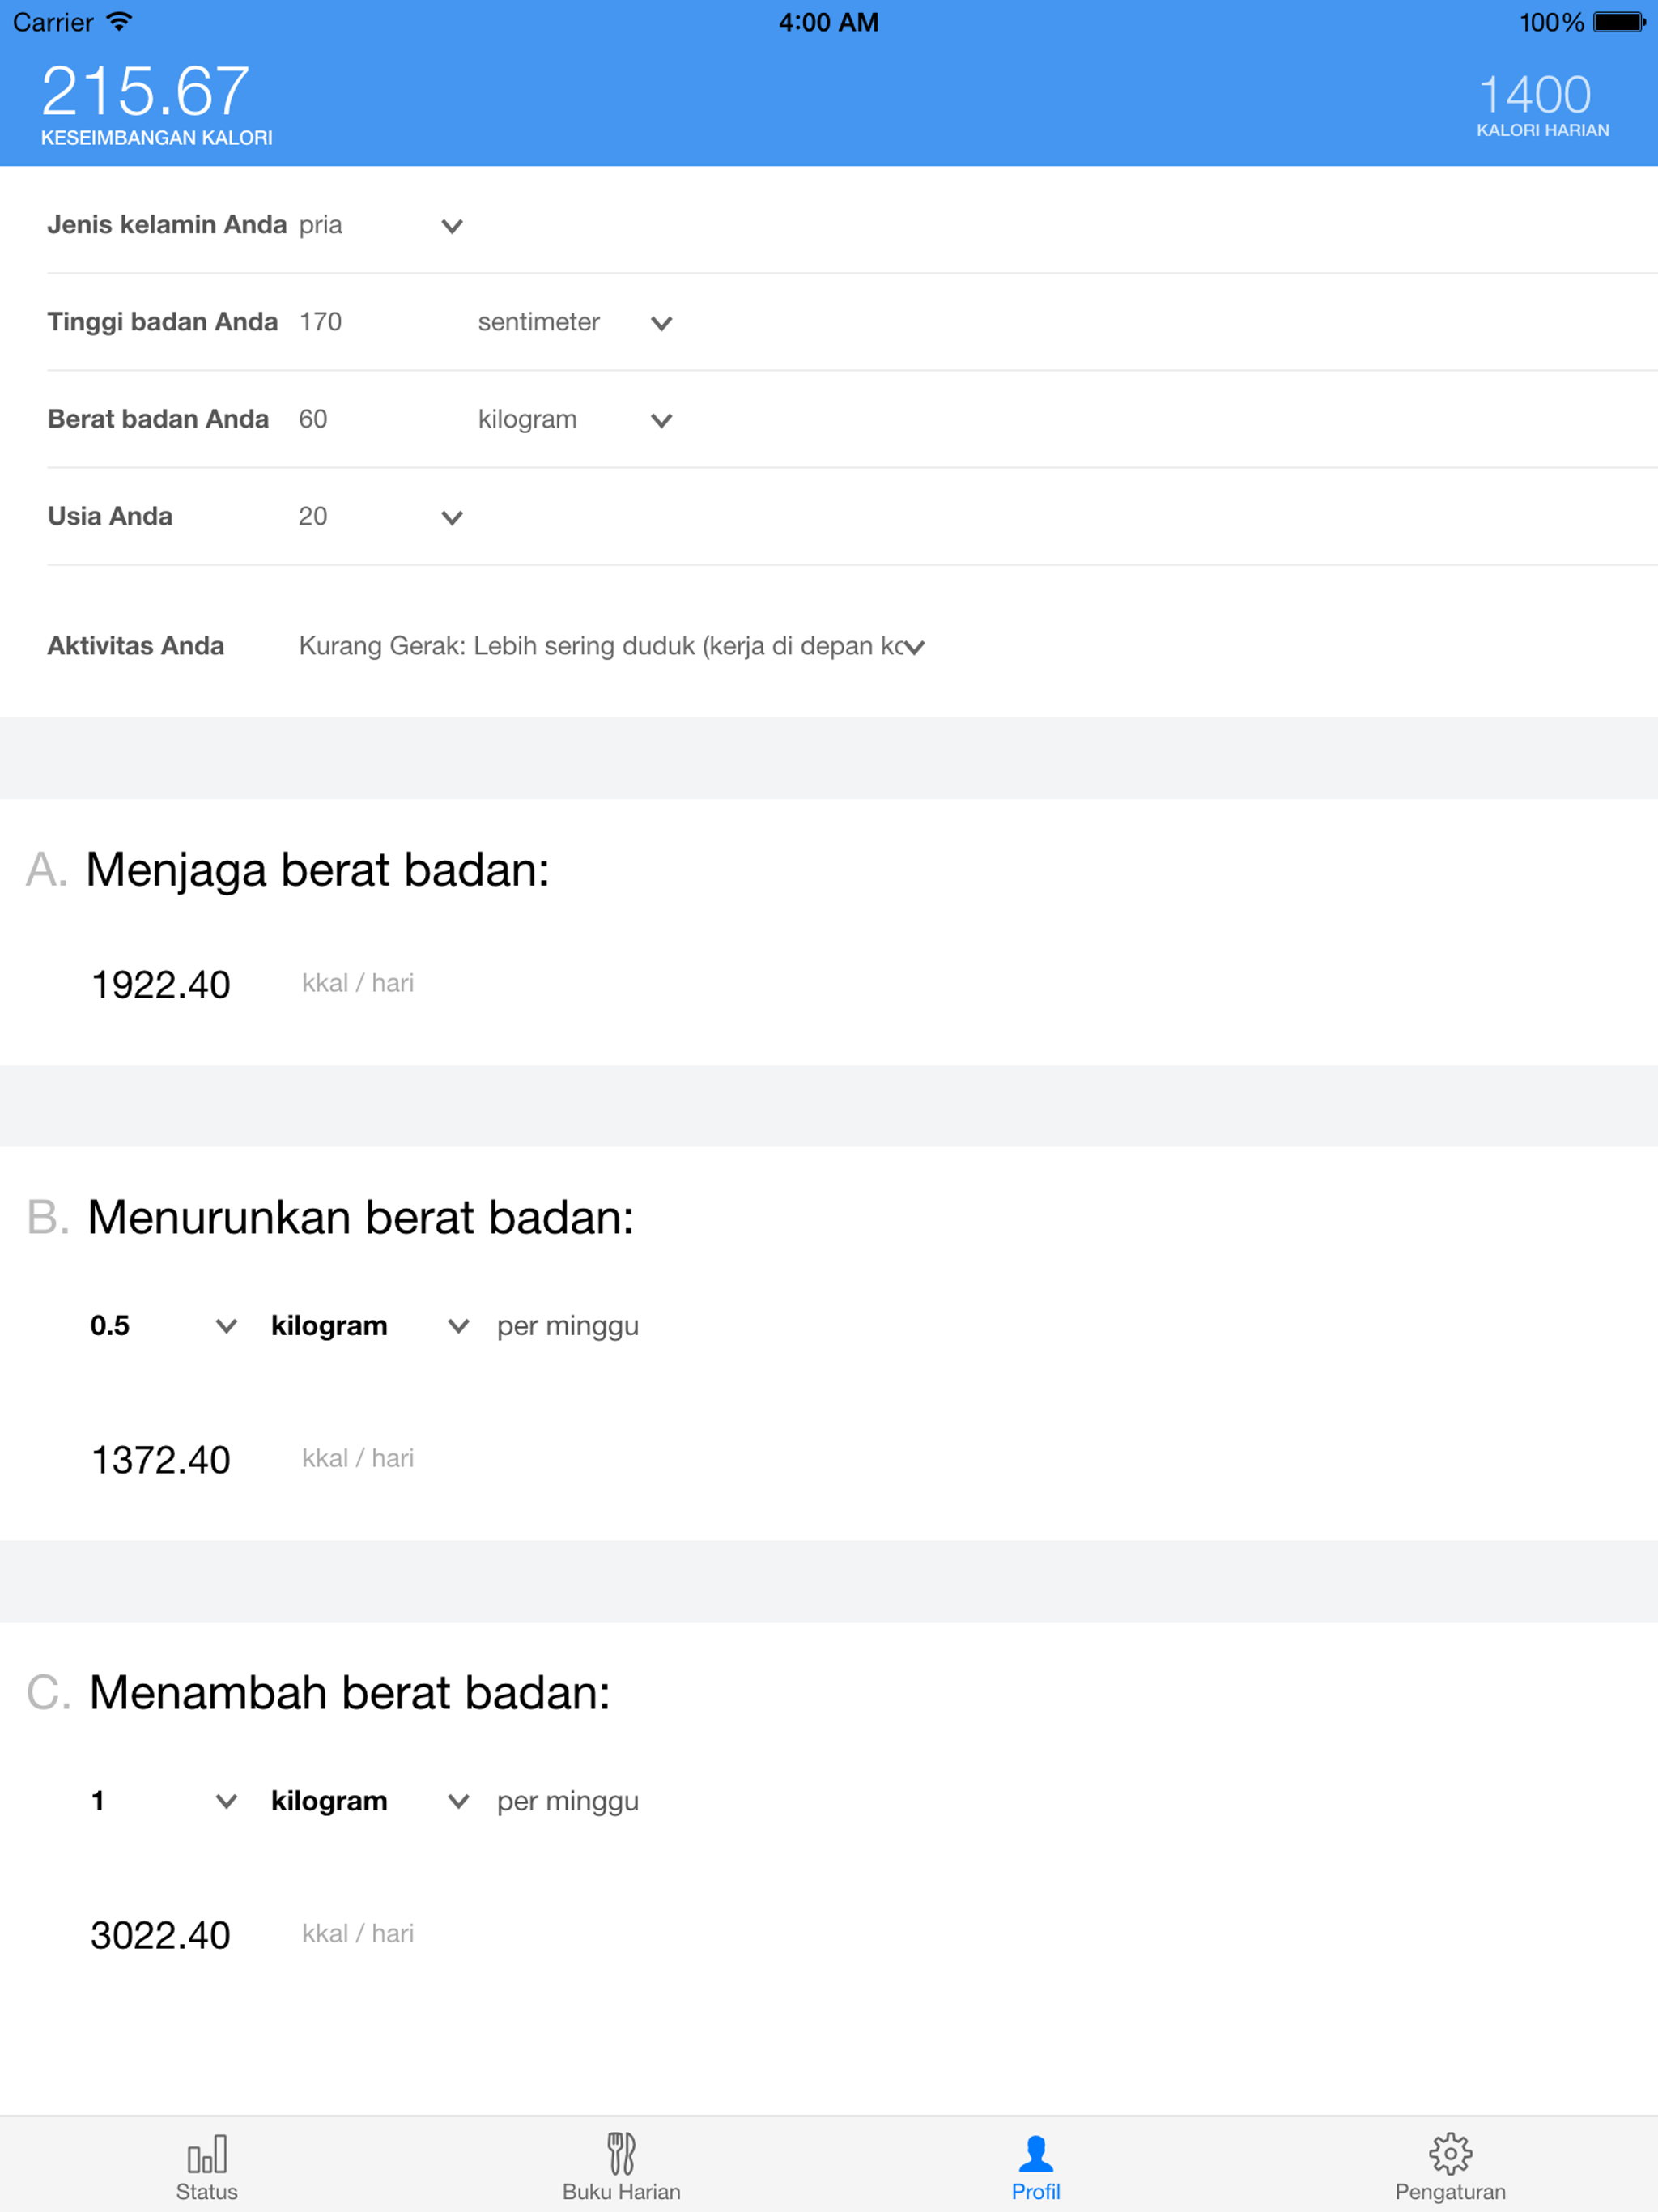 Carrier 4:00 AM 100%
215.67 1400
KESEIMBANGAN KALORI KALORI HARIAN
Jenis kelamin Anda pria
Tinggi badan Anda 170 sentimeter
Berat badan Anda 60 kilogram
Usia Anda 20
Aktivitas Anda Kurang Gerak: Lebih sering duduk (kerja di depan
A. Menjaga berat badan:
1922.40 kkal / hari
B. Menurunkan berat badan:
0.5 kilogram per minggu
1372.40 kkal / hari
C. Menambah berat badan:
1 kilogram per minggu
3022.40 kkal / hari
Status Buku Harian Profil Pengaturan